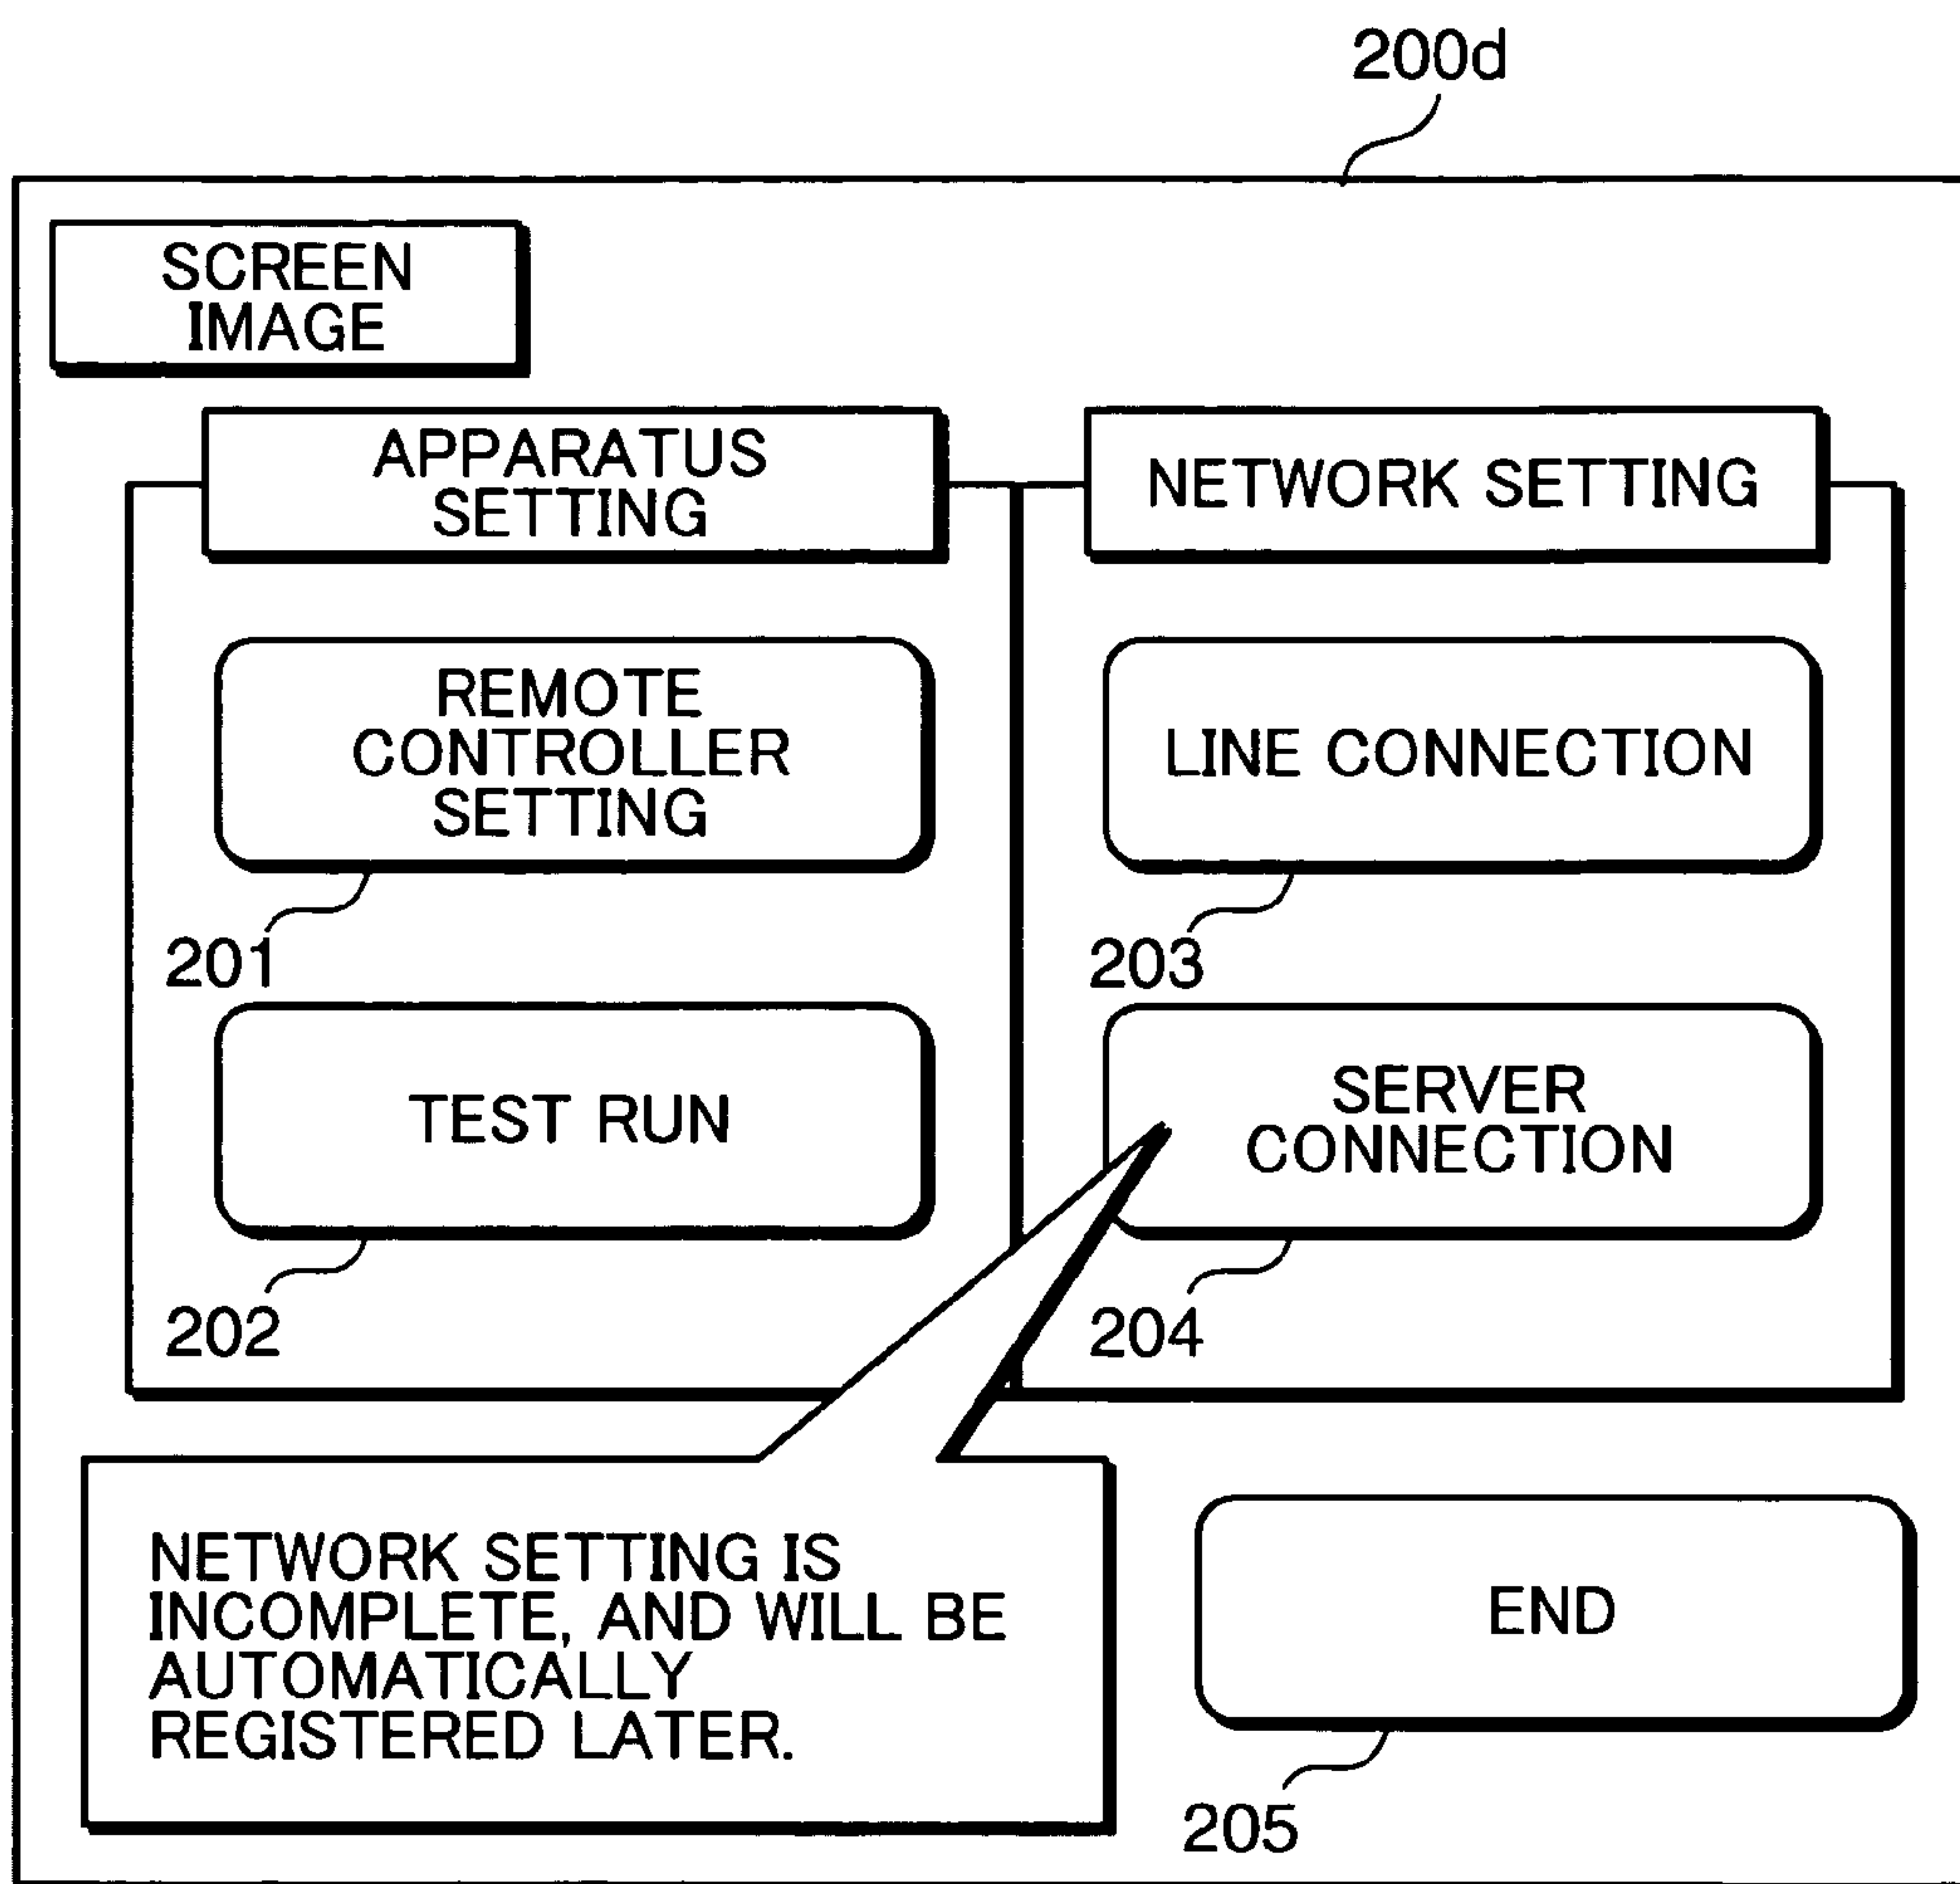 200d
SCREEN
IMAGE
APPARATUS
SETTING
NETWORK SETTING
REMOTE
CONTROLLER
SETTING
LINE CONNECTION
201
203
TEST RUN
SERVER
CONNECTION
202
204
NETWORK SETTING IS
INCOMPLETE, AND WILL BE
AUTOMATICALLY
REGISTERED LATER.
END
205